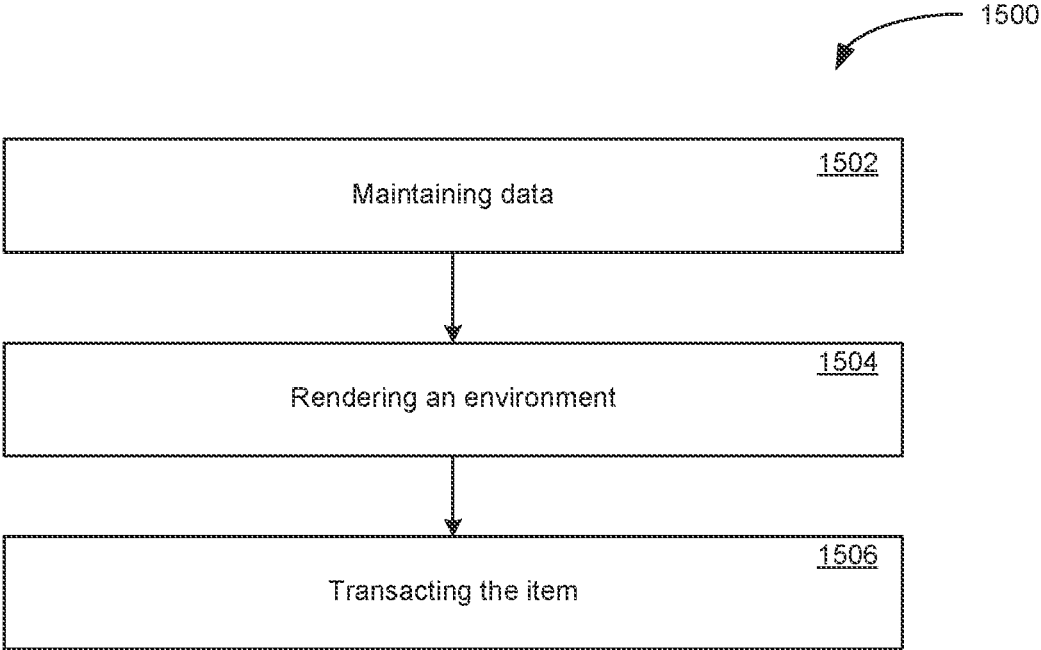 1500
1502
Maintaining data
1504
Rendering an environment
1506
Transacting the item